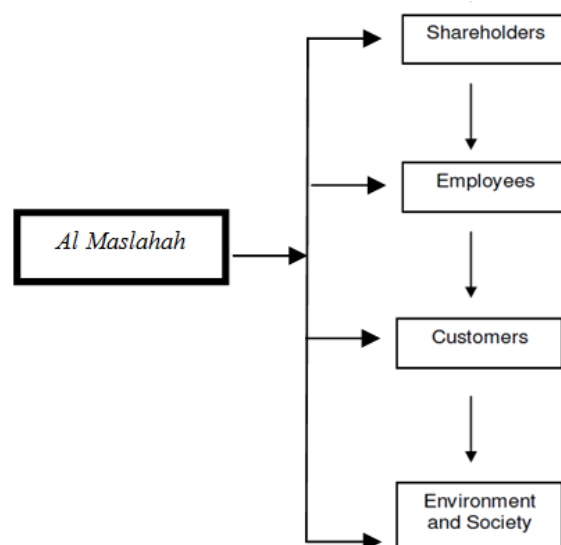 Shareholders
Employees
Al Maslahah
Customers
Environment
and Society